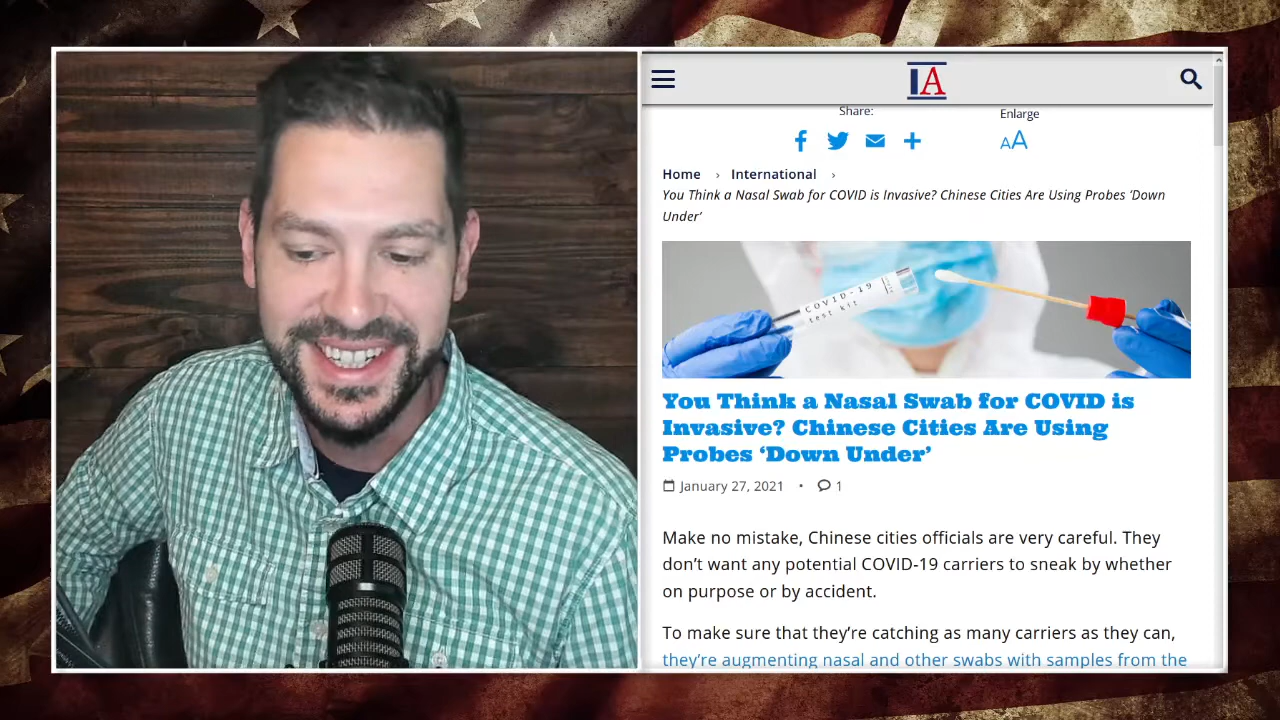 IA
Share:
Enlarge
AA
Home › International ›
You Think a Nasal Swab for COVID is Invasive? Chinese Cities Are Using Probes ‘Down
Under’
COVID-19
test kit
You Think a Nasal Swab for COVID is
Invasive? Chinese Cities Are Using
Probes ‘Down Under’
January 27, 2021 • 1
Make no mistake, Chinese cities officials are very careful. They
don’t want any potential COVID-19 carriers to sneak by whether
on purpose or by accident.
To make sure that they’re catching as many carriers as they can,
they’re augmenting nasal and other swabs with samples from the